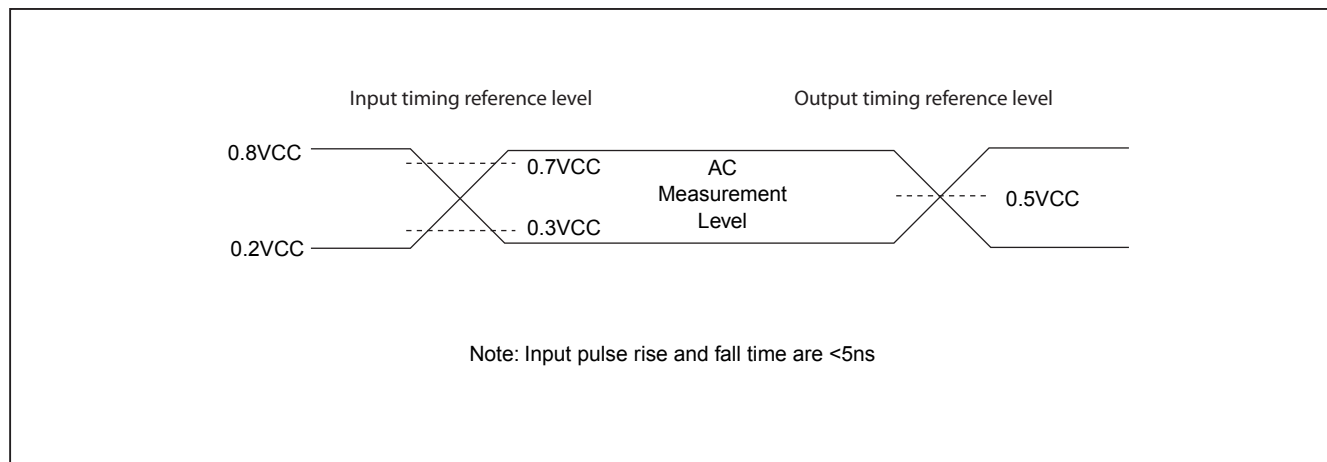 Input timing reference level
Output timing reference level
0.8VCC
0.7VCC
AC
Measurement
Level
0.5VCC
0.3VCC
0.2VCC
Note: Input pulse rise and fall time are <5ns